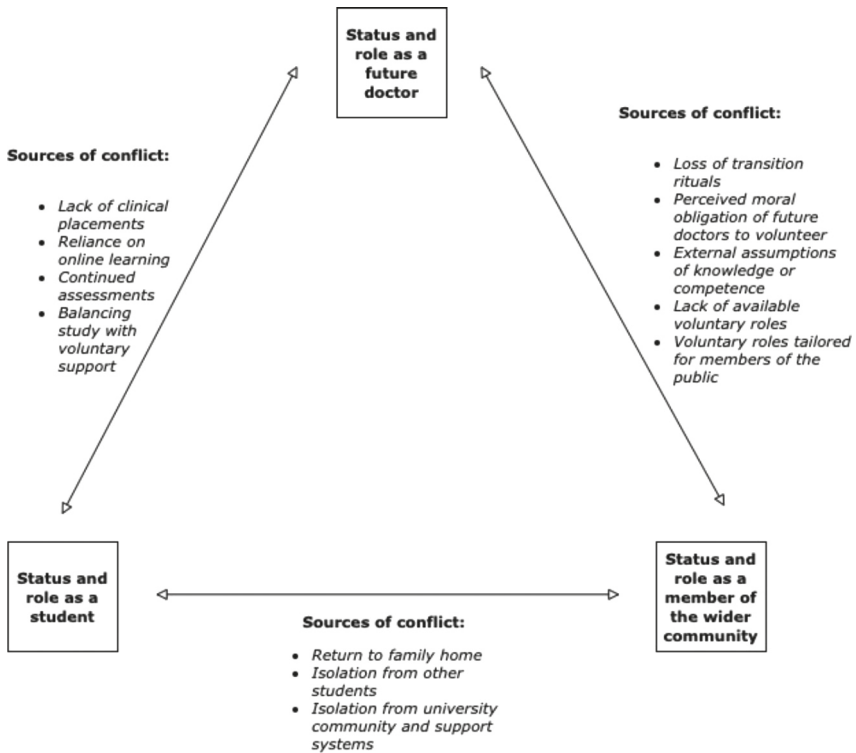 Status and
role as a
future
doctor
Sources of conflict:
• Lack of clinical
placements
• Reliance on
online learning
• Continued
assessments
• Balancing
study with
voluntary
support
Sources of conflict:
• Loss of transition
rituals
• Perceived moral
obligation of future
doctors to volunteer
• External assumptions
of knowledge or
competence
• Lack of available
voluntary roles
• Voluntary roles tailored
for members of the
public
Status and
role as a
student
Status and
role as a
member of
the wider
community
Sources of conflict:
• Return to family home
• Isolation from other
students
• Isolation from university
community and support
systems